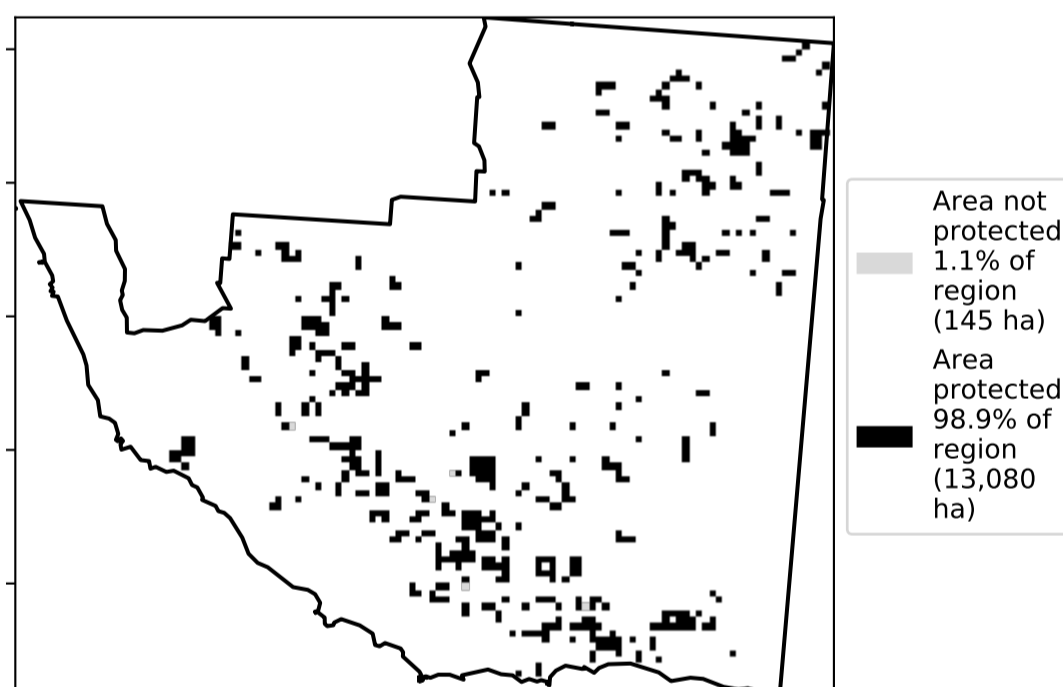 Area not
protected
1.1% of
region
(145 ha)
Area
protected
98.9% of
region
(13,080
ha)